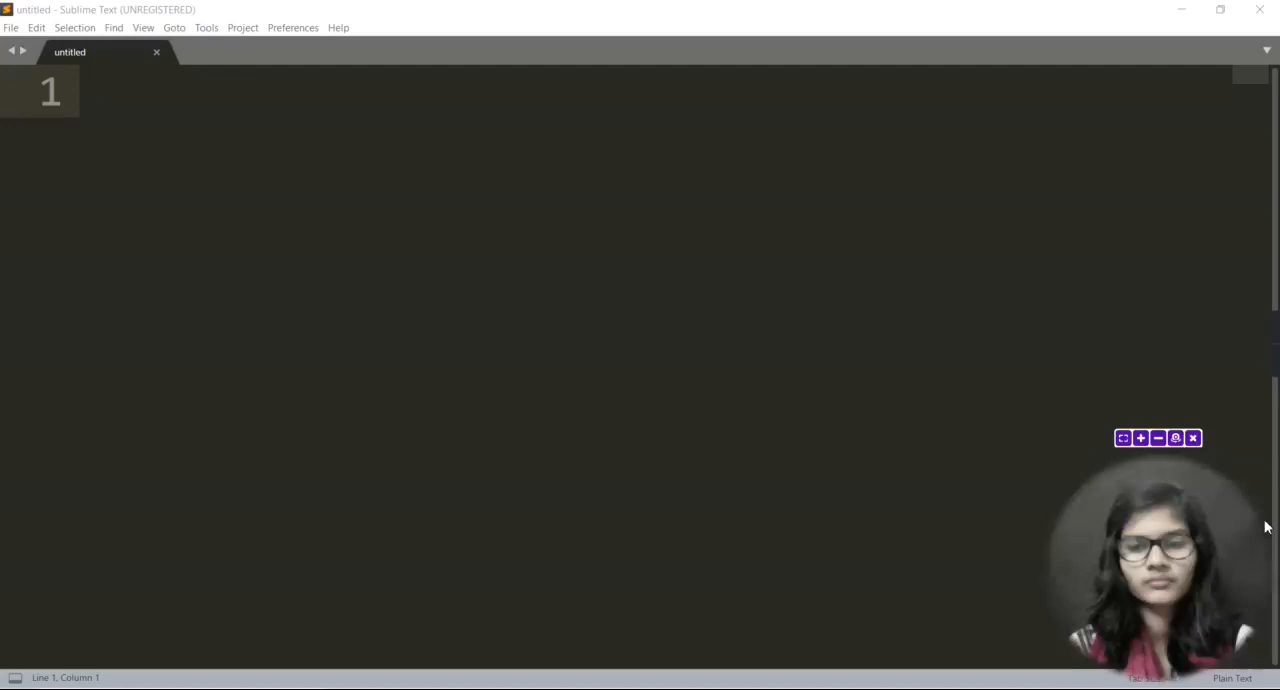 untitled - Sublime Text (UNREGISTERED)
File Edit Selection Find View Goto Tools Project Preferences Help
untitled
1
Line 1, Column 1
Plain Text